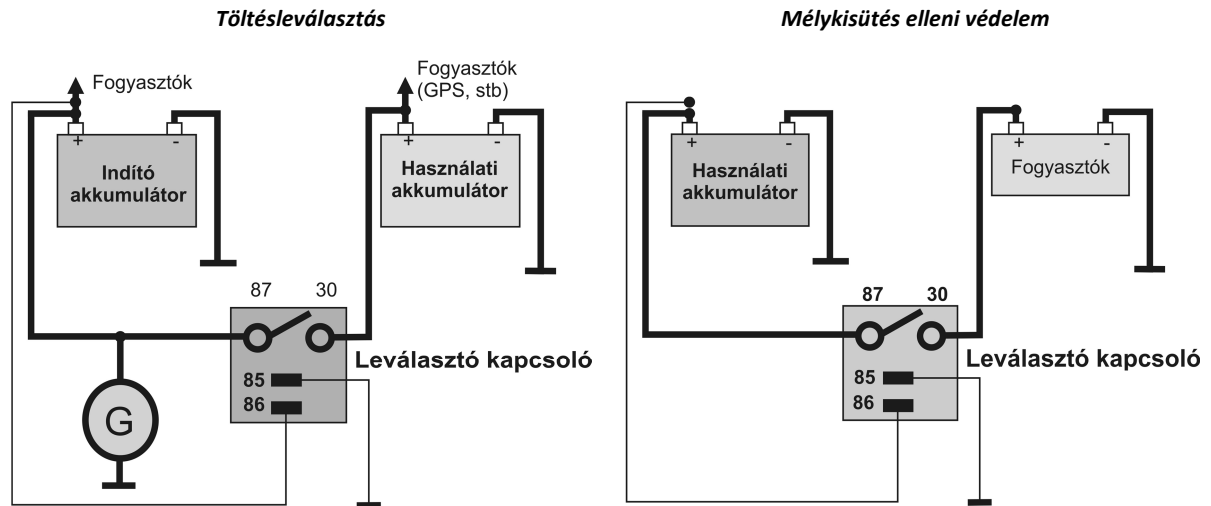 Töltésleválasztás
Fogyasztók
+ -
Indító
akkumulátor
Fogyasztók
(GPS, stb)
+ -
Használati
akkumulátor
87 30
Leválasztó kapcsoló
85
86
G
Mélykisütés elleni védelem
+ -
Használati
akkumulátor
+ -
Fogyasztók
87 30
Leválasztó kapcsoló
85
86